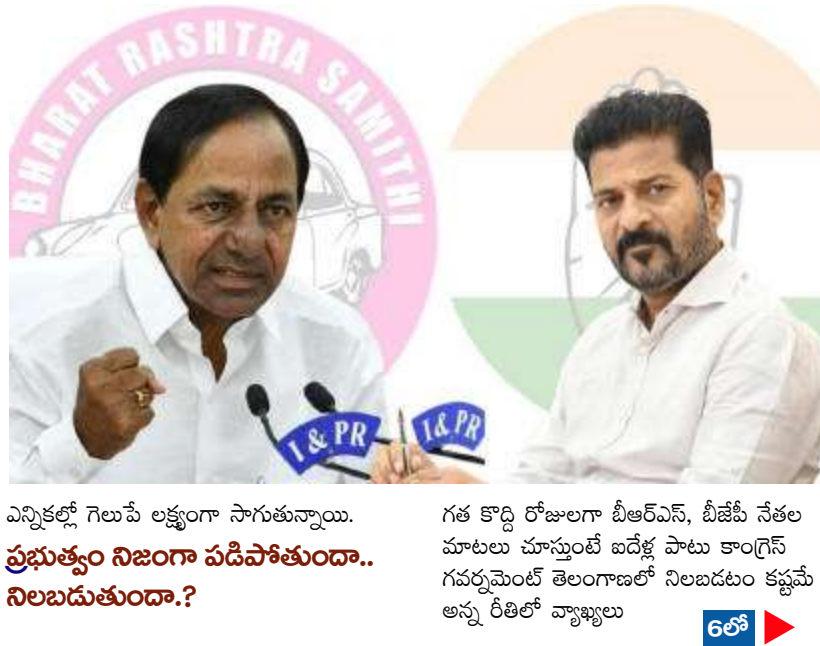 BHARAT RASHTRA SAMITHI
I & PR
I & PR
ఎన్నికల్లో గెలుపే లక్ష్యంగా సాగుతున్నాయి.
ప్రభుత్వం నిజంగా పడిపోతుందా..
నిలబడుతుందా.?
గత కొద్ది రోజులగా బీఆర్ఎస్, బీజేపీ నేతల
మాటలు చూస్తుంటే ఐదేళ్ల పాటు కాంగ్రెస్
గవర్నమెంట్ తెలంగాణలో నిలబడటం కష్టమే
అన్న రీతిలో వ్యాఖ్యలు
6లో